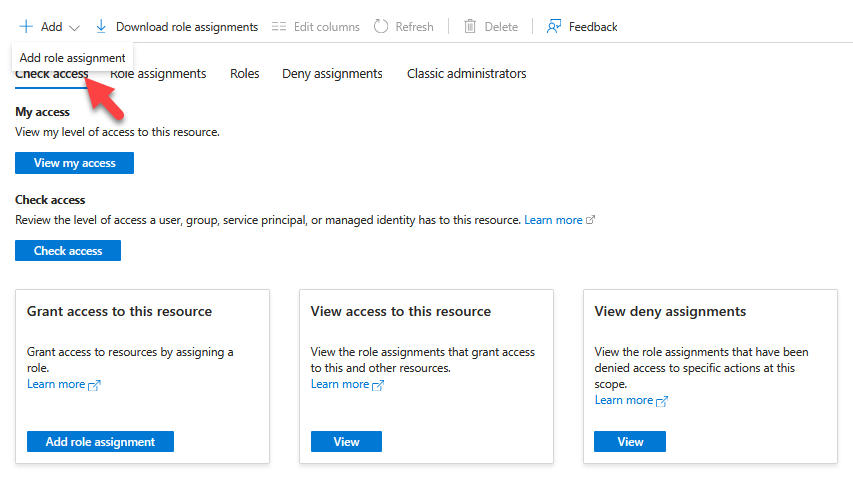 Add Download role assignments Edit columns Refresh Delete Feedback
Add role assignment
Check access Role assignments Roles Deny assignments Classic administrators
My access
View my level of access to this resource.
View my access
Check access
Review the level of access a user, group, service principal, or managed identity has to this resource. Learn more
Check access
Grant access to this resource
Grant access to resources by assigning a
role.
Learn more
Add role assignment
View access to this resource
View the role assignments that grant access
to this and other resources.
Learn more
View
View deny assignments
View the role assignments that have been
denied access to specific actions at this
scope.
Learn more
View